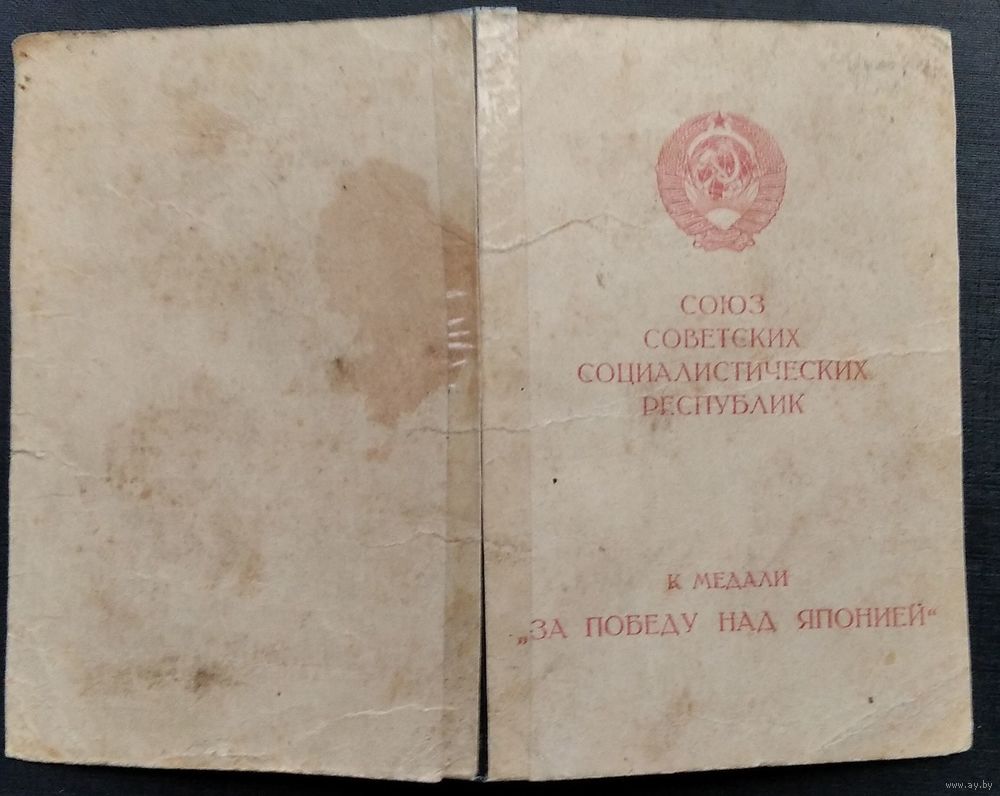 СОЮЗ
СОВЕТСКИХ
СОЦИАЛИСТИЧЕСКИХ
РЕСПУБЛИК
К МЕДАЛИ
„ЗА ПОБЕДУ НАД ЯПОНИЕЙ“
www.ay.by